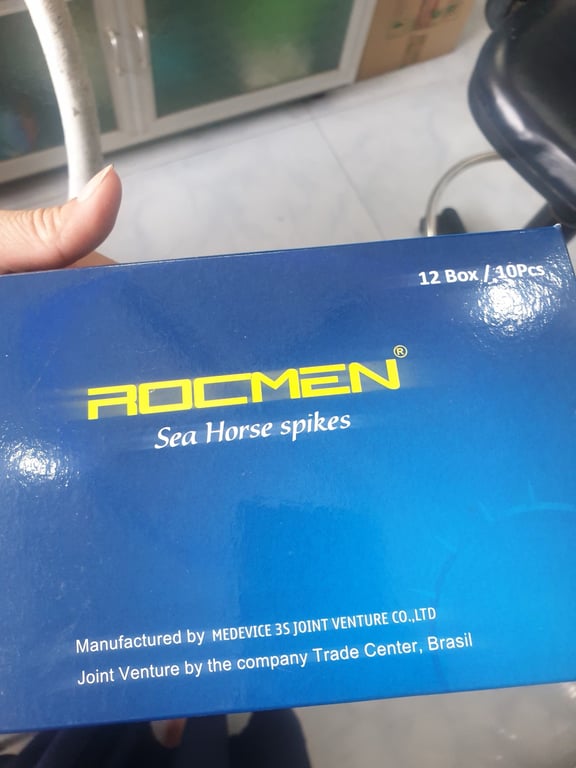 12 Box / 10Pcs
ROCMEN®
Sea Horse spikes
Manufactured by MEDEVICE 3S JOINT VENTURE CO.,LTD
Joint Venture by the company Trade Center, Brasil